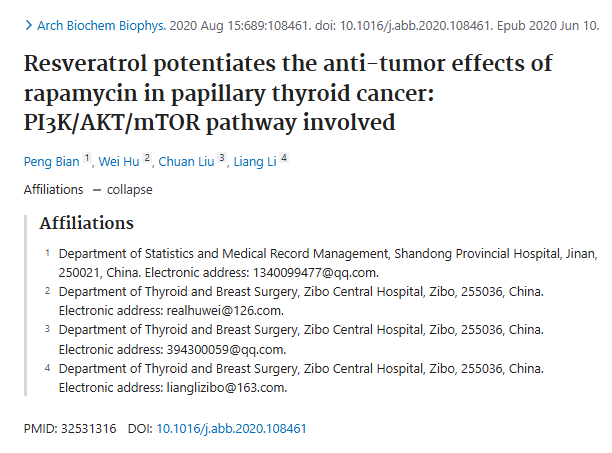 Arch Biochem Biophys. 2020 Aug 15:689:108461. doi: 10.1016/j.abb.2020.108461. Epub 2020 Jun 10.
Resveratrol potentiates the anti-tumor effects of
rapamycin in papillary thyroid cancer:
PI3K/AKT/mTOR pathway involved
Peng Bian 1, Wei Hu 2, Chuan Liu 3, Liang Li 4
Affiliations − collapse
Affiliations
1 Department of Statistics and Medical Record Management, Shandong Provincial Hospital, Jinan,
250021, China. Electronic address: 1340099477@qq.com.
2 Department of Thyroid and Breast Surgery, Zibo Central Hospital, Zibo, 255036, China.
Electronic address: realhuwei@126.com.
3 Department of Thyroid and Breast Surgery, Zibo Central Hospital, Zibo, 255036, China.
Electronic address: 394300059@qq.com.
4 Department of Thyroid and Breast Surgery, Zibo Central Hospital, Zibo, 255036, China.
Electronic address: lianglizibo@163.com.
PMID: 32531316 DOI: 10.1016/j.abb.2020.108461